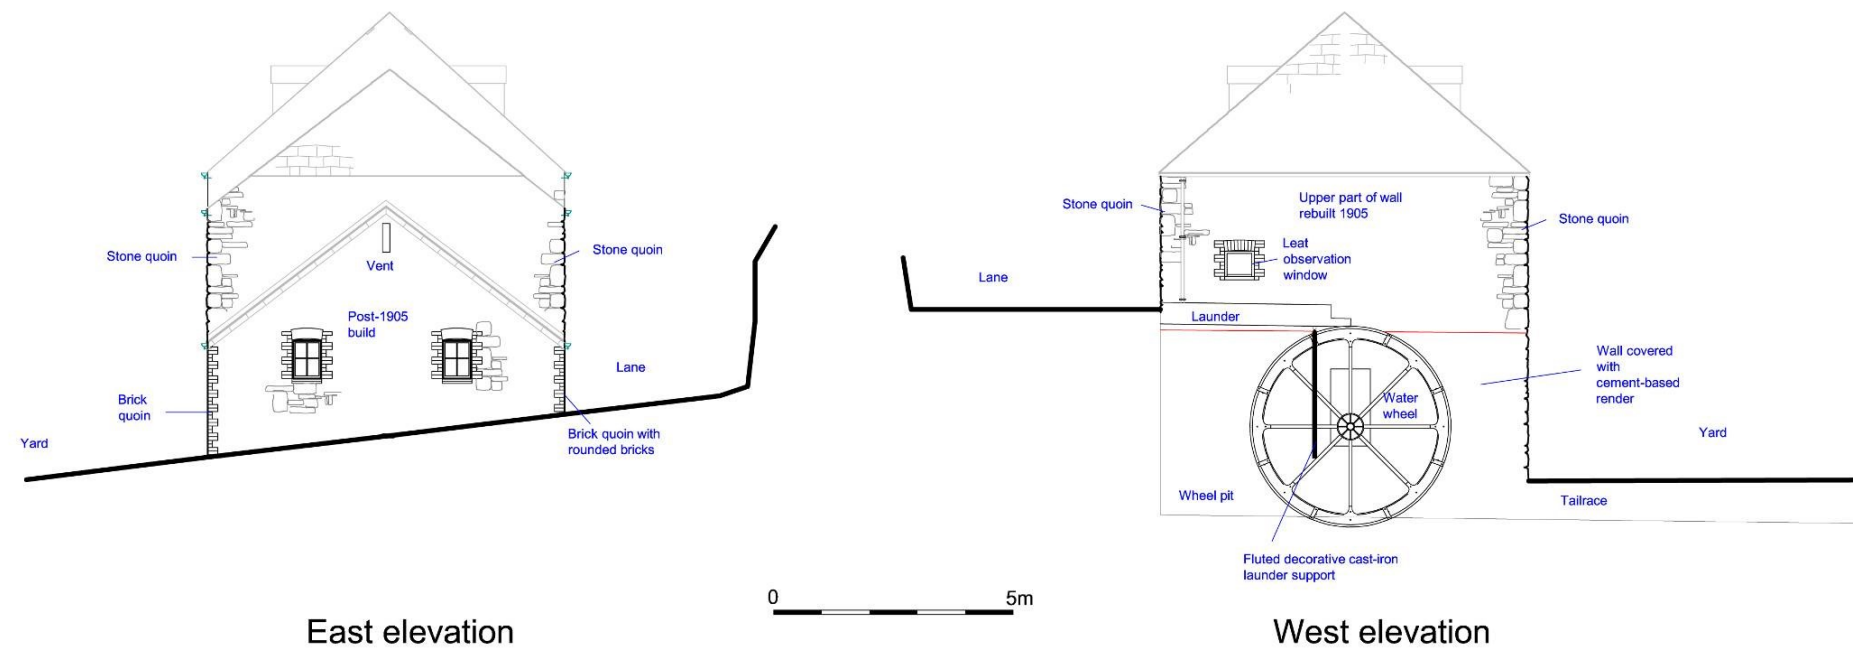 Stone quoin
Vent
Stone quoin
Post-1905
build
Lane
Brick
quoin
Yard
Brick quoin with
rounded bricks
East elevation
0
5m
Stone quoin
Upper part of wall
rebuilt 1905
Stone quoin
Leat
observation
window
Lane
Launder
Wall covered
with
cement-based
render
Water
wheel
Yard
Wheel pit
Tailrace
Fluted decorative cast-iron
launder support
West elevation